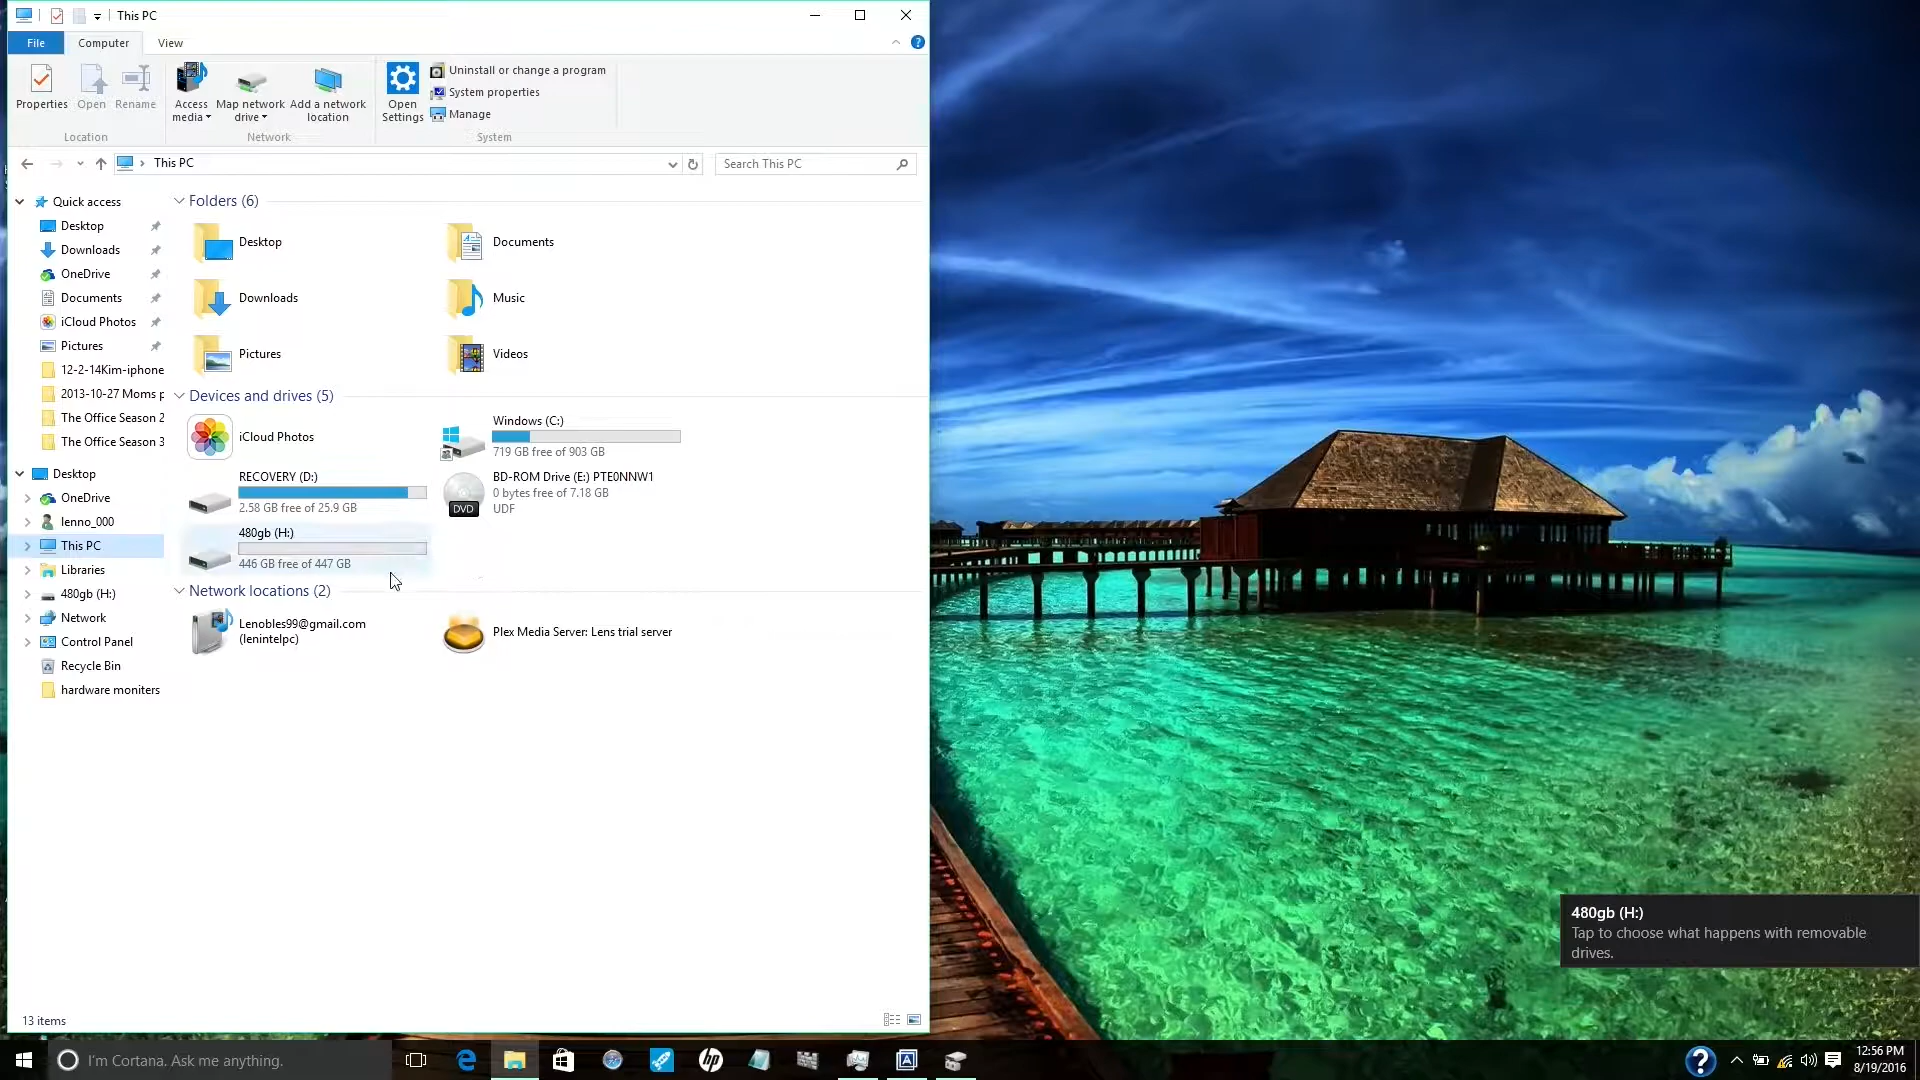 This PC
File
Computer
View
Properties
Open
Rename
Access media
Map network drive
Add a network location
Open Settings
Uninstall or change a program
System properties
Manage
Location
Network
System
This PC
Search This PC
Quick access
Desktop
Downloads
OneDrive
Documents
iCloud Photos
Pictures
12-2-14Kim-iphone
2013-10-27 Moms p
The Office Season 2
The Office Season 3
Desktop
OneDrive
lenno_000
This PC
Libraries
480gb (H:)
Network
Control Panel
Recycle Bin
hardware moniters
Folders (6)
Desktop
Documents
Downloads
Music
Pictures
Videos
Devices and drives (5)
iCloud Photos
Windows (C:)
719 GB free of 903 GB
RECOVERY (D:)
2.58 GB free of 25.9 GB
BD-ROM Drive (E:) PTE0NNW1
0 bytes free of 7.18 GB
UDF
DVD
480gb (H:)
446 GB free of 447 GB
Network locations (2)
Lenobles99@gmail.com
(lenintelpc)
Plex Media Server: Lens trial server
13 items
480gb (H:)
Tap to choose what happens with removable
drives.
I'm Cortana. Ask me anything.
hp
12:56 PM
8/19/2016